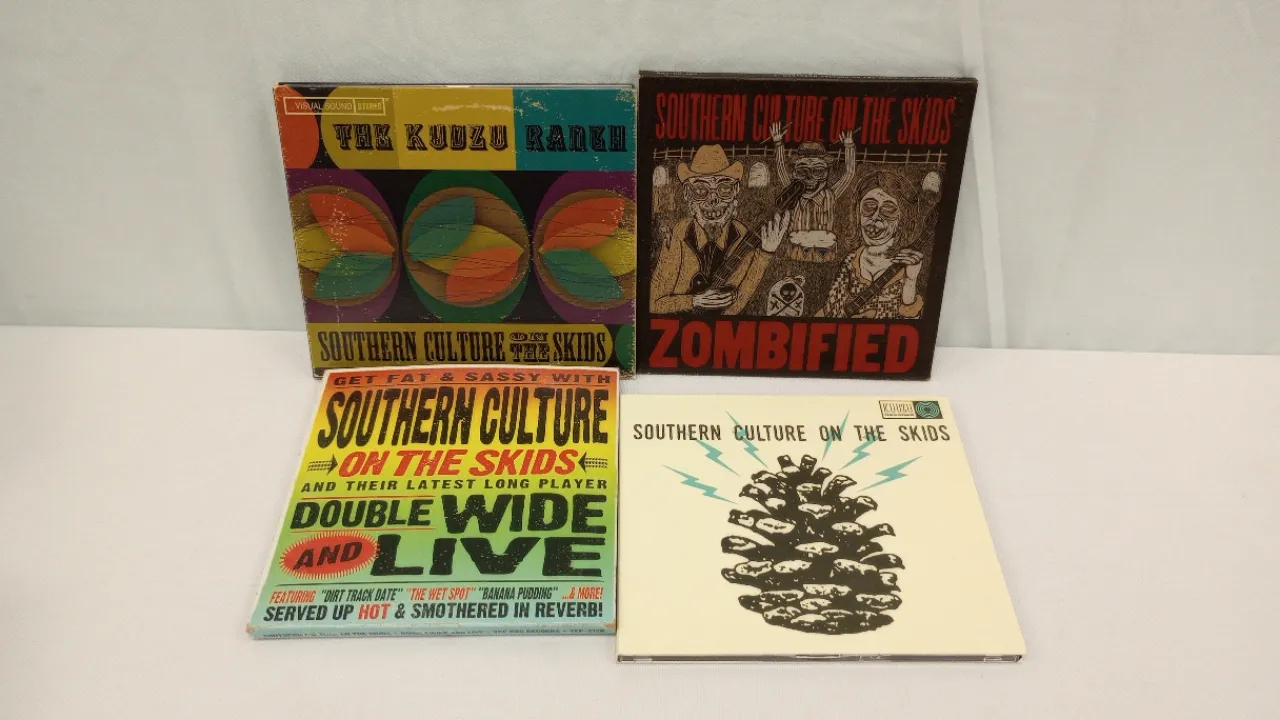 VISUAL SOUND STEREO
THE KUDZU RANCH
SOUTHERN CULTURE ON THE SKIDS
SOUTHERN CULTURE ON THE SKIDS
ZOMBIFIED
GET FAT & SASSY WITH
SOUTHERN CULTURE
ON THE SKIDS
AND THEIR LATEST LONG PLAYER
DOUBLE WIDE
AND LIVE
FEATURING "DIRT TRACK DATE" "THE WET SPOT" "BANANA PUDDING" ...& MORE!
SERVED UP HOT & SMOTHERED IN REVERB!
KUDZU
SOUTHERN CULTURE ON THE SKIDS